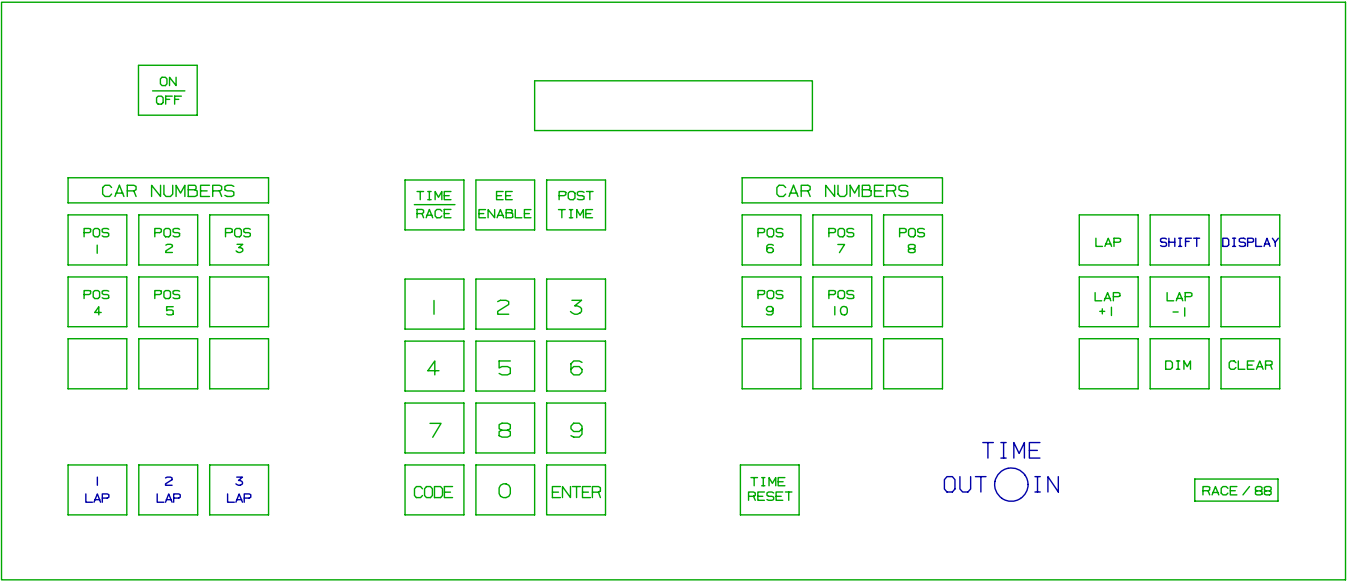 ON
OFF
CAR NUMBERS
POS 1
POS 2
POS 3
POS 4
POS 5
1 LAP
2 LAP
3 LAP
TIME
RACE
EE
ENABLE
POST
TIME
1 2 3
4 5 6
7 8 9
CODE 0 ENTER
CAR NUMBERS
POS 6
POS 7
POS 8
POS 9
POS 10
TIME
RESET
LAP
SHIFT
DISPLAY
LAP +1
LAP -1
DIM
CLEAR
TIME
OUT IN
RACE / 88